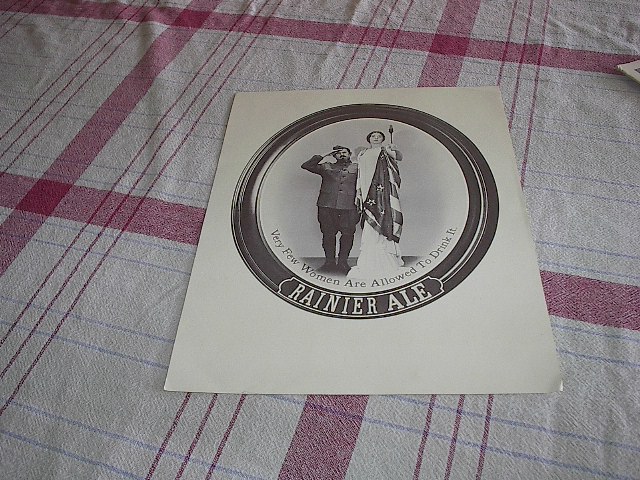 Very Few Women Are Allowed To Drink It.
RAINIER ALE